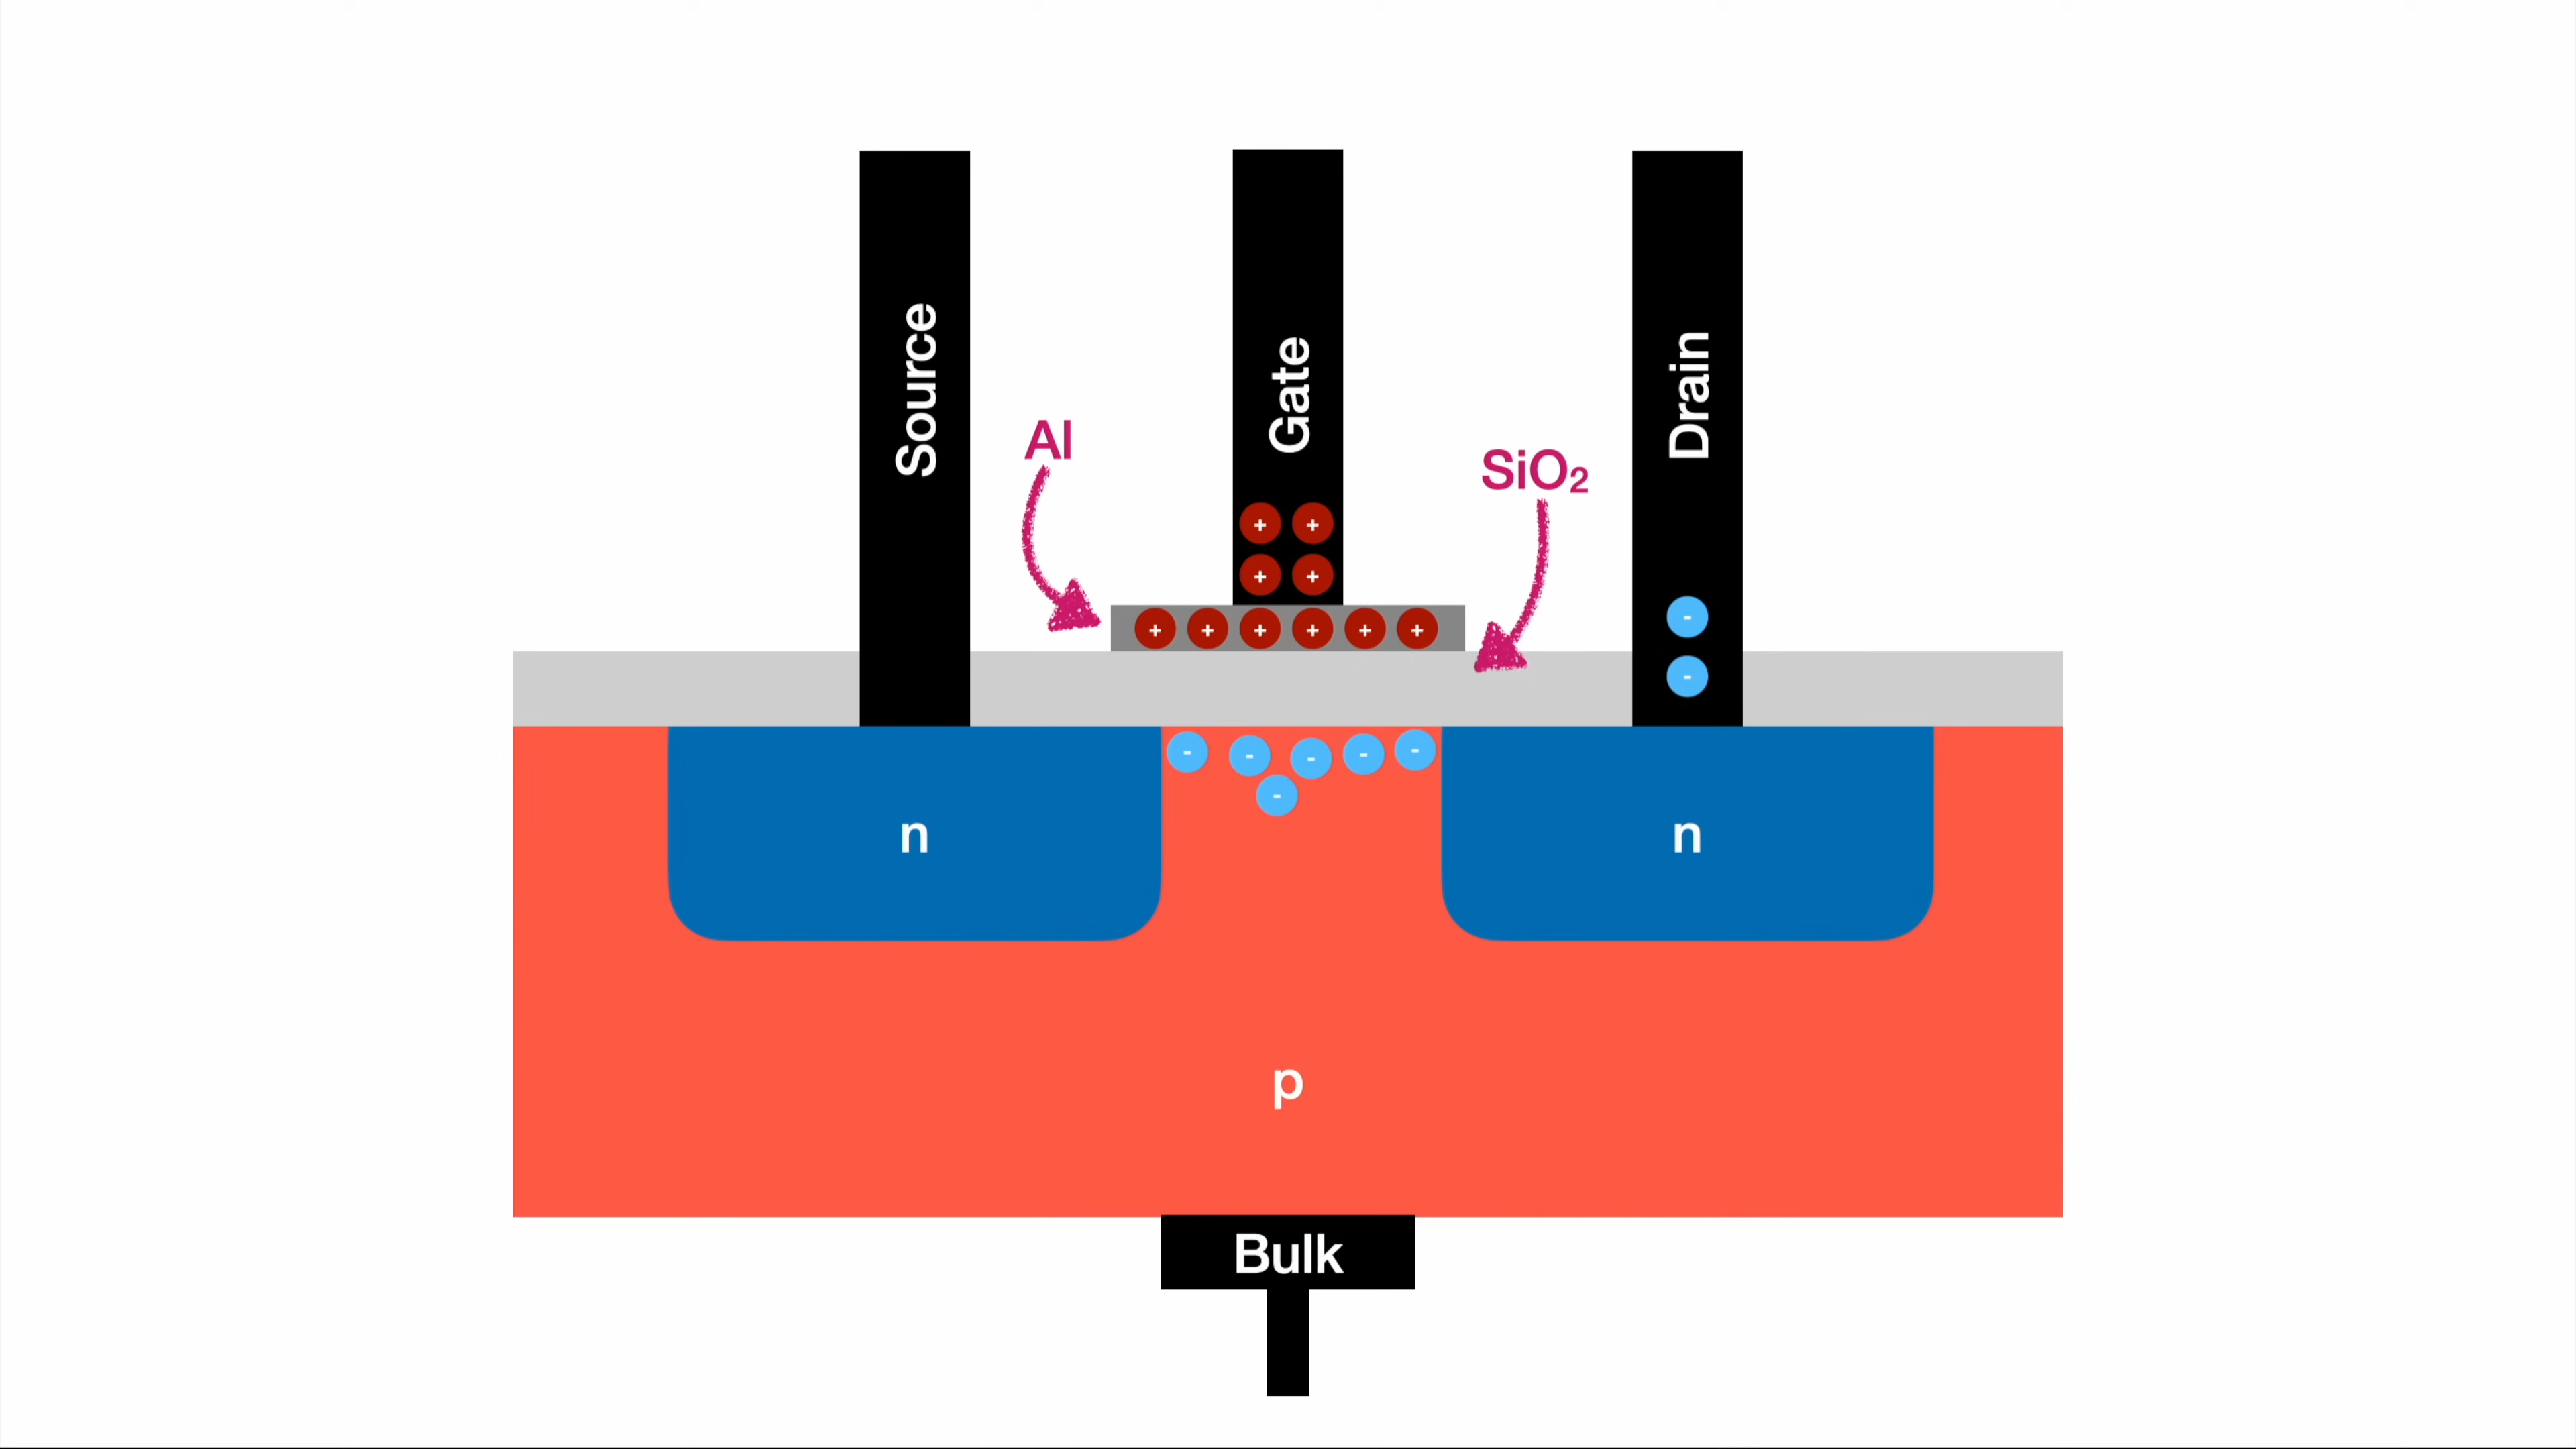 Source
Gate
Drain
Al
SiO₂
+ +
+ +
+ + + + + +
-
-
- - - - -
-
n
n
p
Bulk